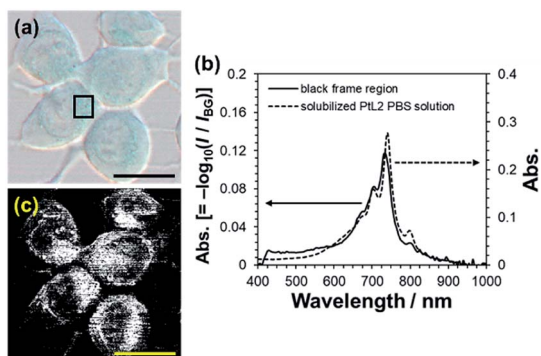 (a)
(b)
black frame region
solubilized PtL2 PBS solution
Abs. [= –log10(I / IBG)]
0.2
0.16
0.12
0.08
0.04
0
0.4
0.3
0.2
0.1
0
Abs.
400 500 600 700 800 900 1000
Wavelength / nm
(c)